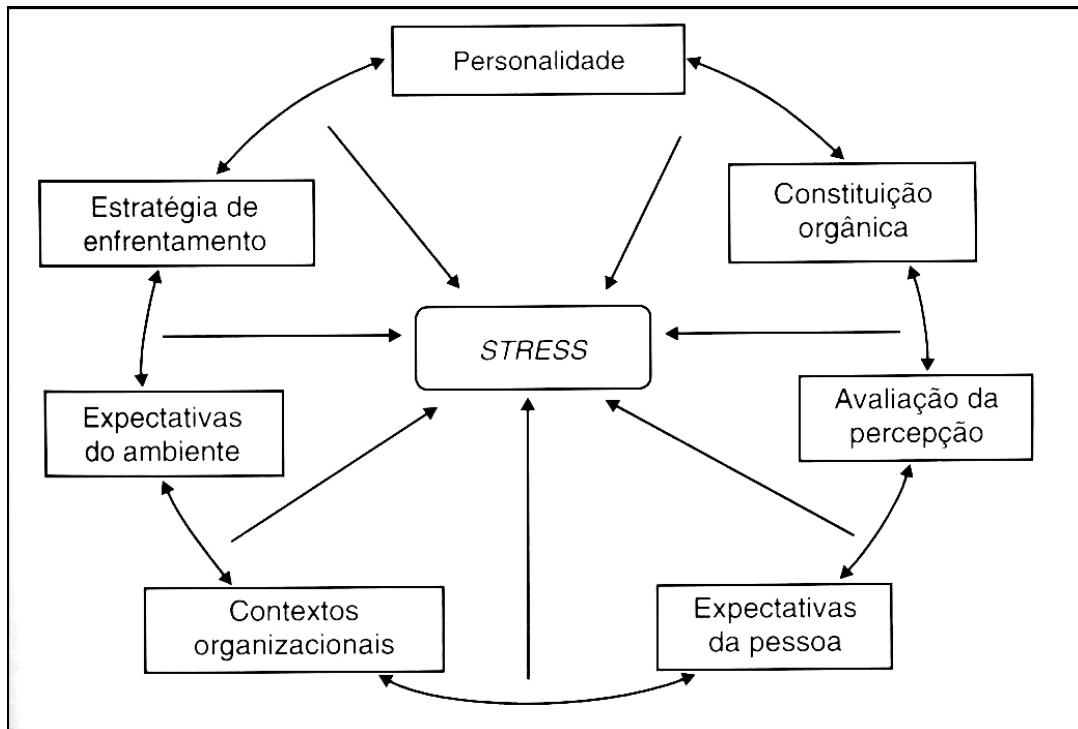 Personalidade
Estratégia de
enfrentamento
Constituição
orgânica
STRESS
Expectativas
do ambiente
Avaliação da
percepção
Contextos
organizacionais
Expectativas
da pessoa